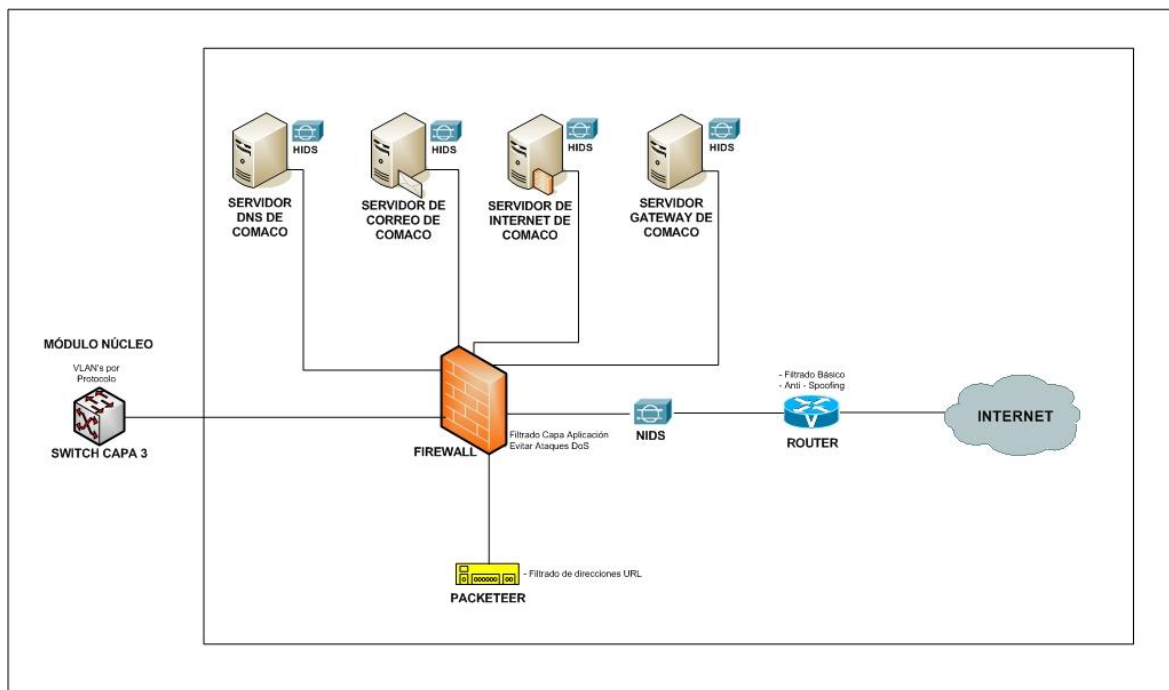 HIDS
HIDS
HIDS
HIDS
SERVIDOR
DNS DE
COMACO
SERVIDOR DE
CORREO DE
COMACO
SERVIDOR DE
INTERNET DE
COMACO
SERVIDOR
GATEWAY DE
COMACO
MÓDULO NÚCLEO
VLAN's por
Protocolo
SWITCH CAPA 3
FIREWALL
Filtrado Capa Aplicación
Evitar Ataques DoS
NIDS
- Filtrado Básico
- Anti - Spoofing
ROUTER
INTERNET
- Filtrado de direcciones URL
PACKETEER